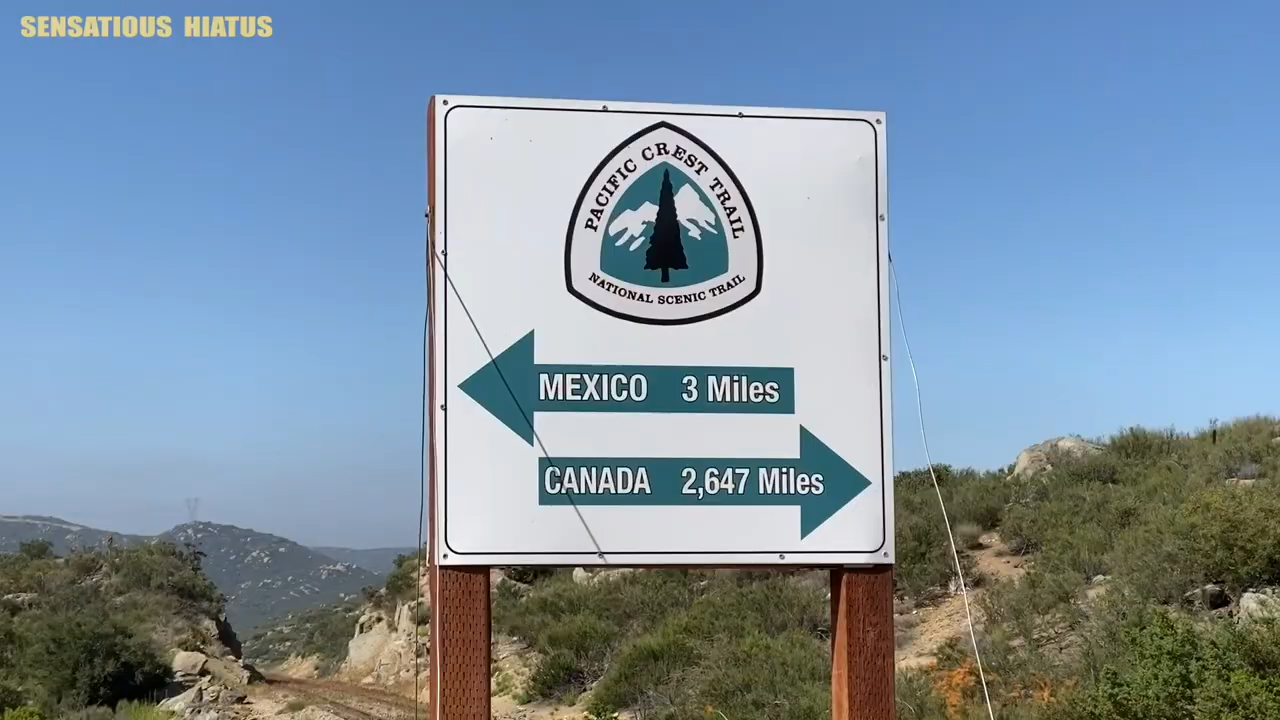 SENSATIOUS HIATUS
PACIFIC CREST TRAIL
NATIONAL SCENIC TRAIL
MEXICO 3 Miles
CANADA 2,647 Miles